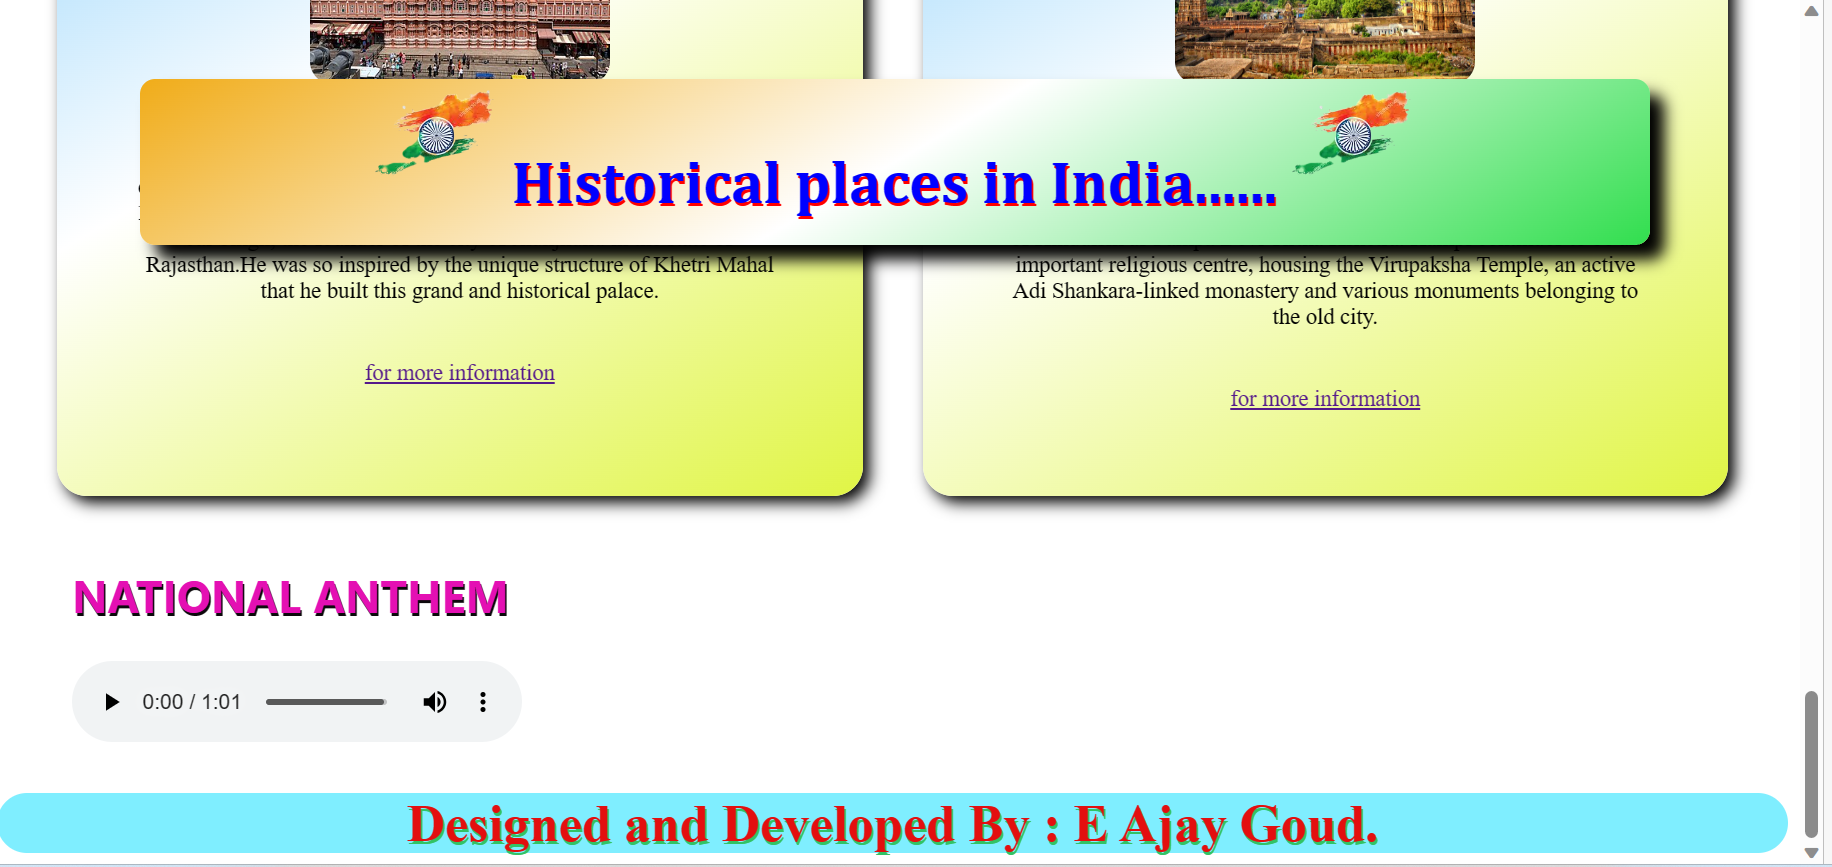 Historical places in India......
Rajasthan.He was so inspired by the unique structure of Khetri Mahal
that he built this grand and historical palace.
for more information
important religious centre, housing the Virupaksha Temple, an active
Adi Shankara-linked monastery and various monuments belonging to
the old city.
for more information
NATIONAL ANTHEM
0:00 / 1:01
Designed and Developed By : E Ajay Goud.